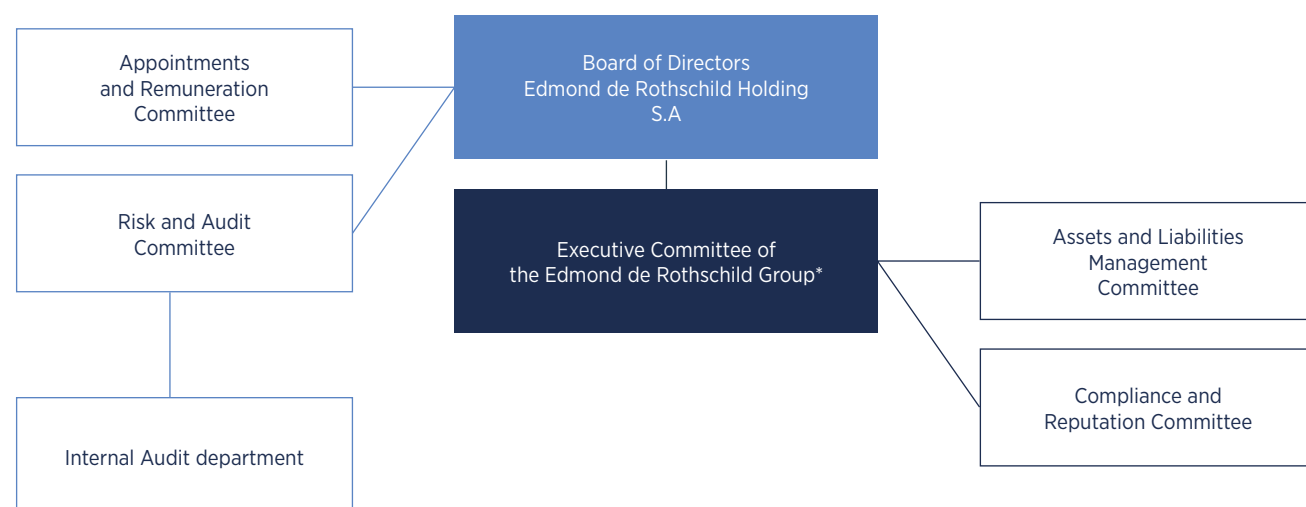 Appointments
and Remuneration
Committee
Board of Directors
Edmond de Rothschild Holding
S.A
Risk and Audit
Committee
Executive Committee of
the Edmond de Rothschild Group*
Assets and Liabilities
Management
Committee
Compliance and
Reputation Committee
Internal Audit department